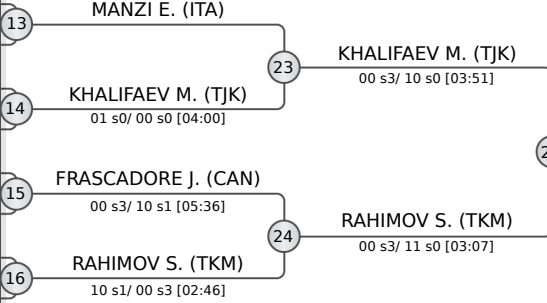 MANZI E. (ITA)
13
23
KHALIFAEV M. (TJK)
00 s3/ 10 s0 [03:51]
KHALIFAEV M. (TJK)
14
01 s0/ 00 s0 [04:00]
FRASCADORE J. (CAN)
15
00 s3/ 10 s1 [05:36]
24
RAHIMOV S. (TKM)
00 s3/ 11 s0 [03:07]
RAHIMOV S. (TKM)
16
10 s1/ 00 s3 [02:46]